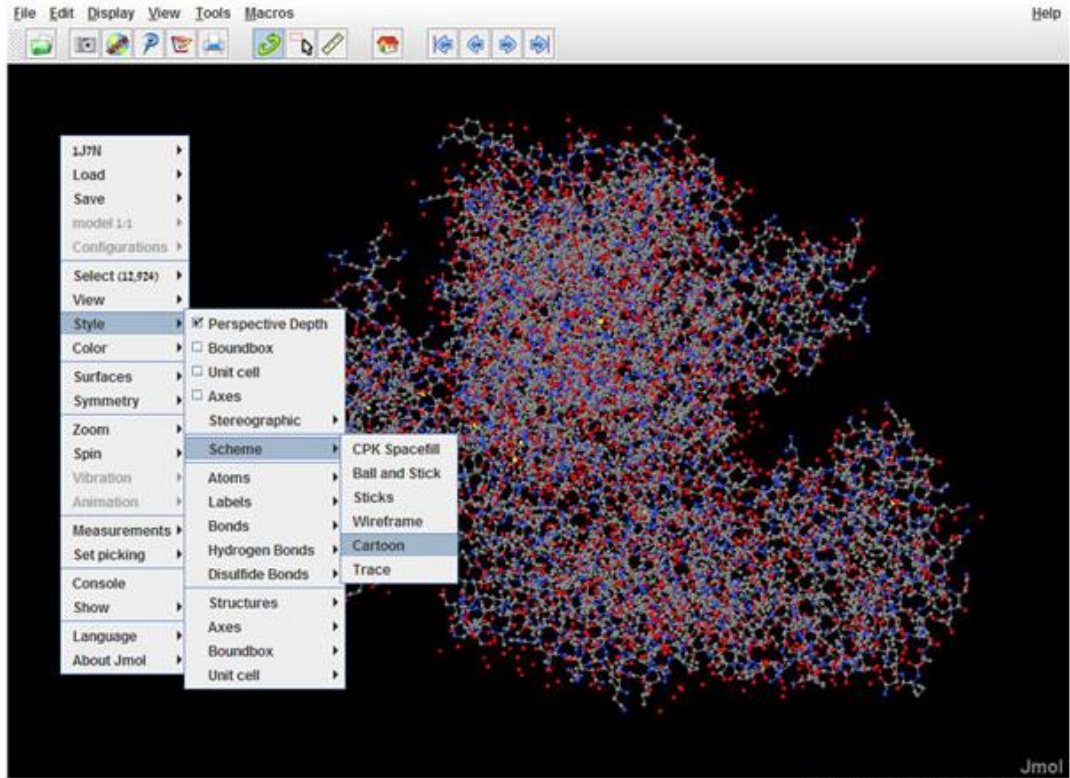 File Edit Display View Tools Macros Help
1J7N
Load
Save
model 1:1
Configurations
Select (12,924)
View
Style
Color
Surfaces
Symmetry
Zoom
Spin
Vibration
Animation
Measurements
Set picking
Console
Show
Language
About Jmol
Perspective Depth
Boundbox
Unit cell
Axes
Stereographic
Scheme
Atoms
Labels
Bonds
Hydrogen Bonds
Disulfide Bonds
Structures
Axes
Boundbox
Unit cell
CPK Spacefill
Ball and Stick
Sticks
Wireframe
Cartoon
Trace
Jmol